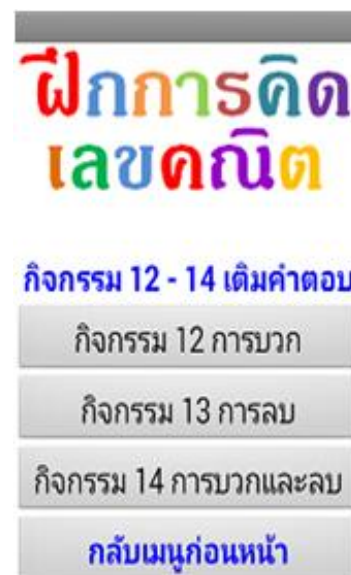 ฝึกการคิด
เลขคณิต
กิจกรรม 12 - 14 เติมคำตอบ
กิจกรรม 12 การบวก
กิจกรรม 13 การลบ
กิจกรรม 14 การบวกและลบ
กลับเมนูก่อนหน้า